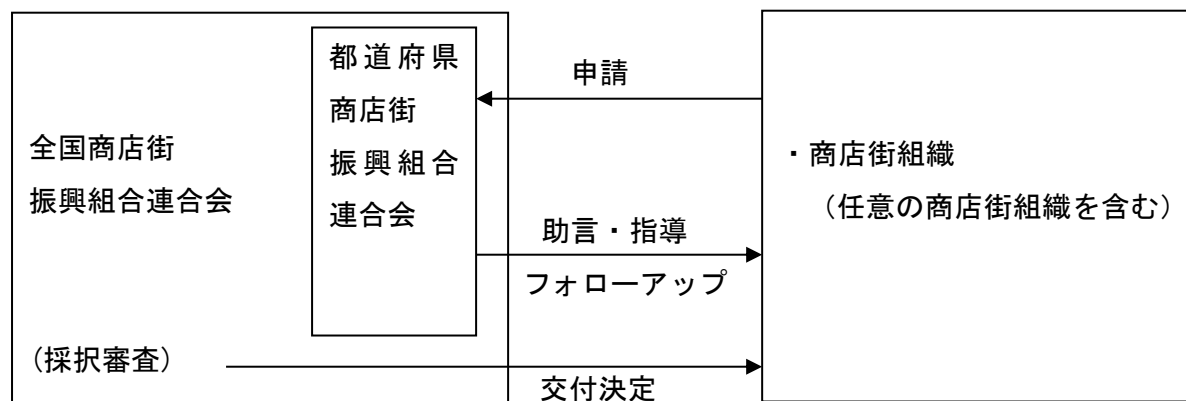 都道府県
商店街
振興組合
連合会
全国商店街
振興組合連合会
(採択審査)
申請
助言・指導
フォローアップ
交付決定
・商店街組織
（任意の商店街組織を含む）